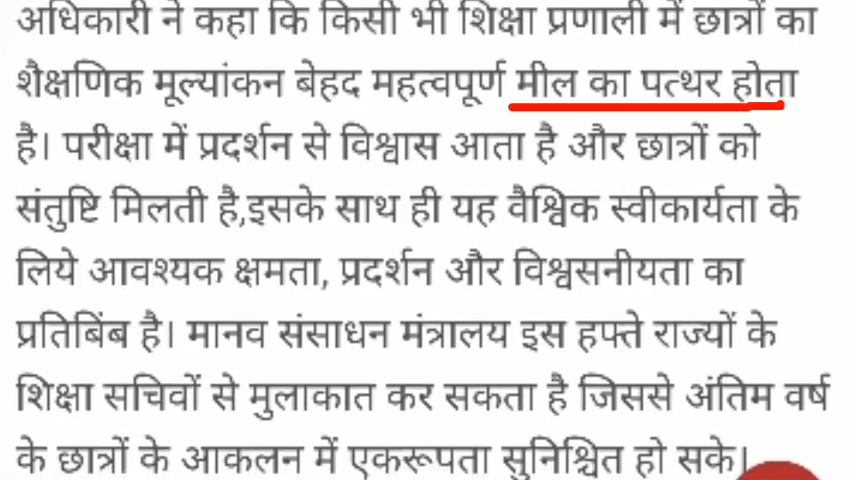 अधिकारी ने कहा कि किसी भी शिक्षा प्रणाली में छात्रों का
शैक्षणिक मूल्यांकन बेहद महत्वपूर्ण मील का पत्थर होता
है। परीक्षा में प्रदर्शन से विश्वास आता है और छात्रों को
संतुष्टि मिलती है,इसके साथ ही यह वैश्विक स्वीकार्यता के
लिये आवश्यक क्षमता, प्रदर्शन और विश्वसनीयता का
प्रतिबिंब है। मानव संसाधन मंत्रालय इस हफ्ते राज्यों के
शिक्षा सचिवों से मुलाकात कर सकता है जिससे अंतिम वर्ष
के छात्रों के आकलन में एकरूपता सुनिश्चित हो सके।